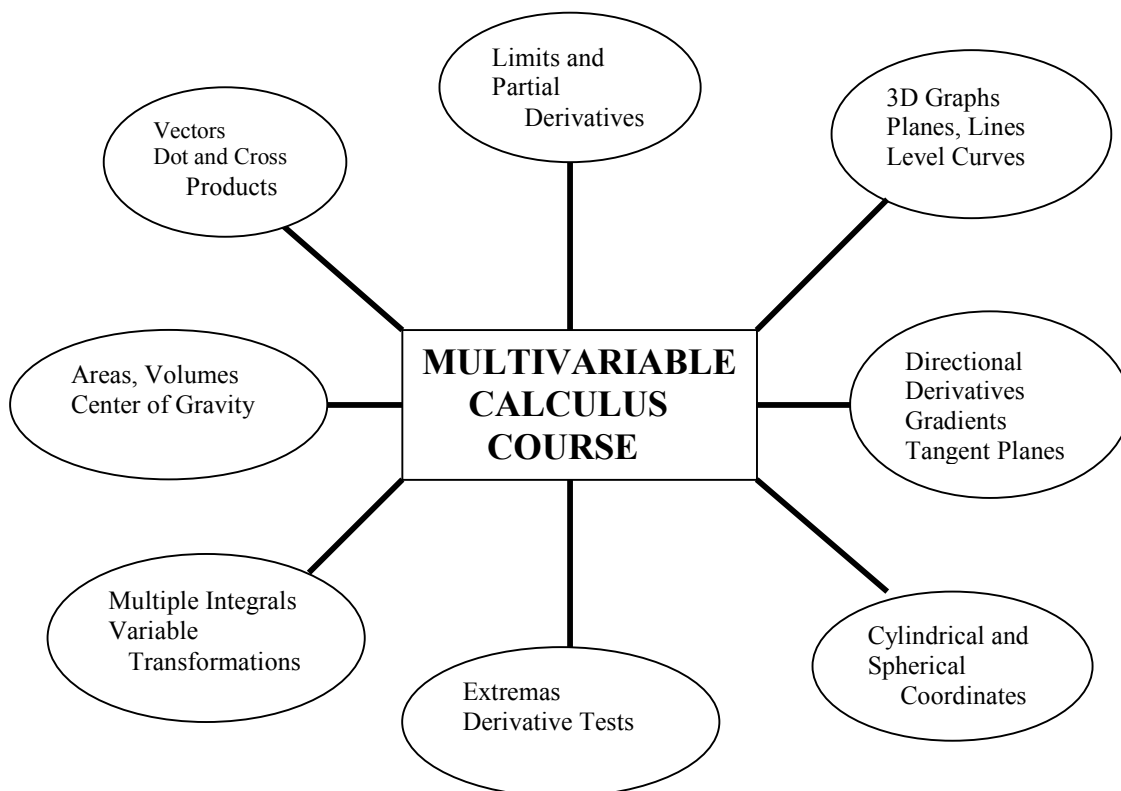 Limits and
Partial
Derivatives
3D Graphs
Planes, Lines
Level Curves
Vectors
Dot and Cross
Products
MULTIVARIABLE
CALCULUS
COURSE
Areas, Volumes
Center of Gravity
Directional
Derivatives
Gradients
Tangent Planes
Multiple Integrals
Variable
Transformations
Extremas
Derivative Tests
Cylindrical and
Spherical
Coordinates